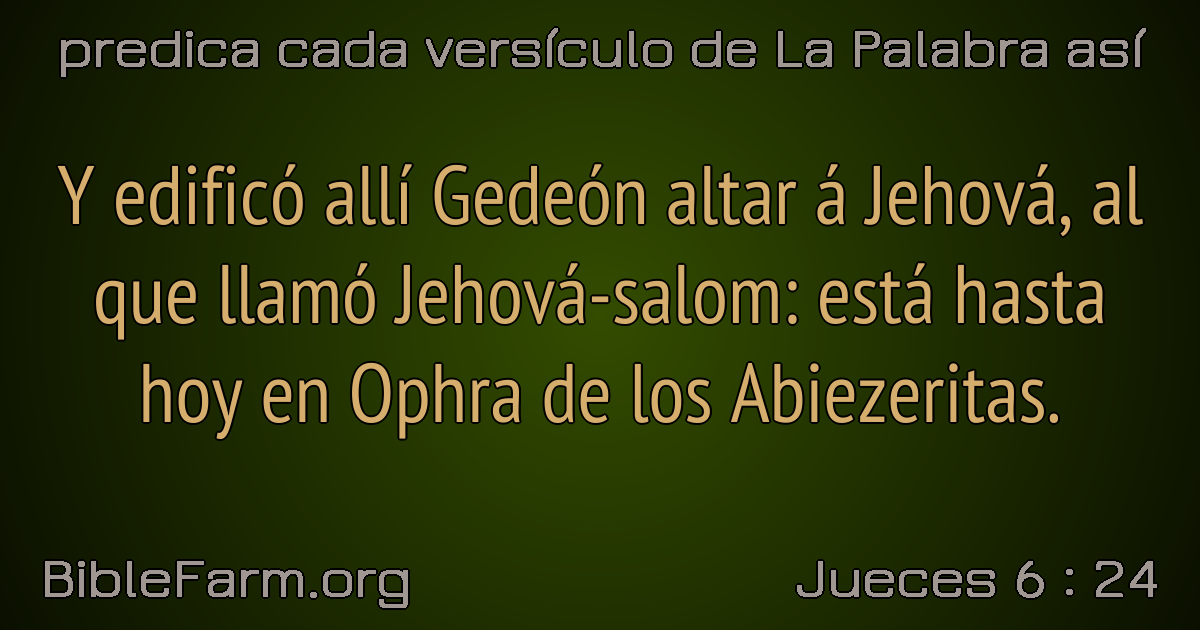 predica cada versículo de La Palabra así
Y edificó allí Gedeón altar á Jehová, al
que llamó Jehová-salom: está hasta
hoy en Ophra de los Abiezeritas.
BibleFarm.org
Jueces 6 : 24